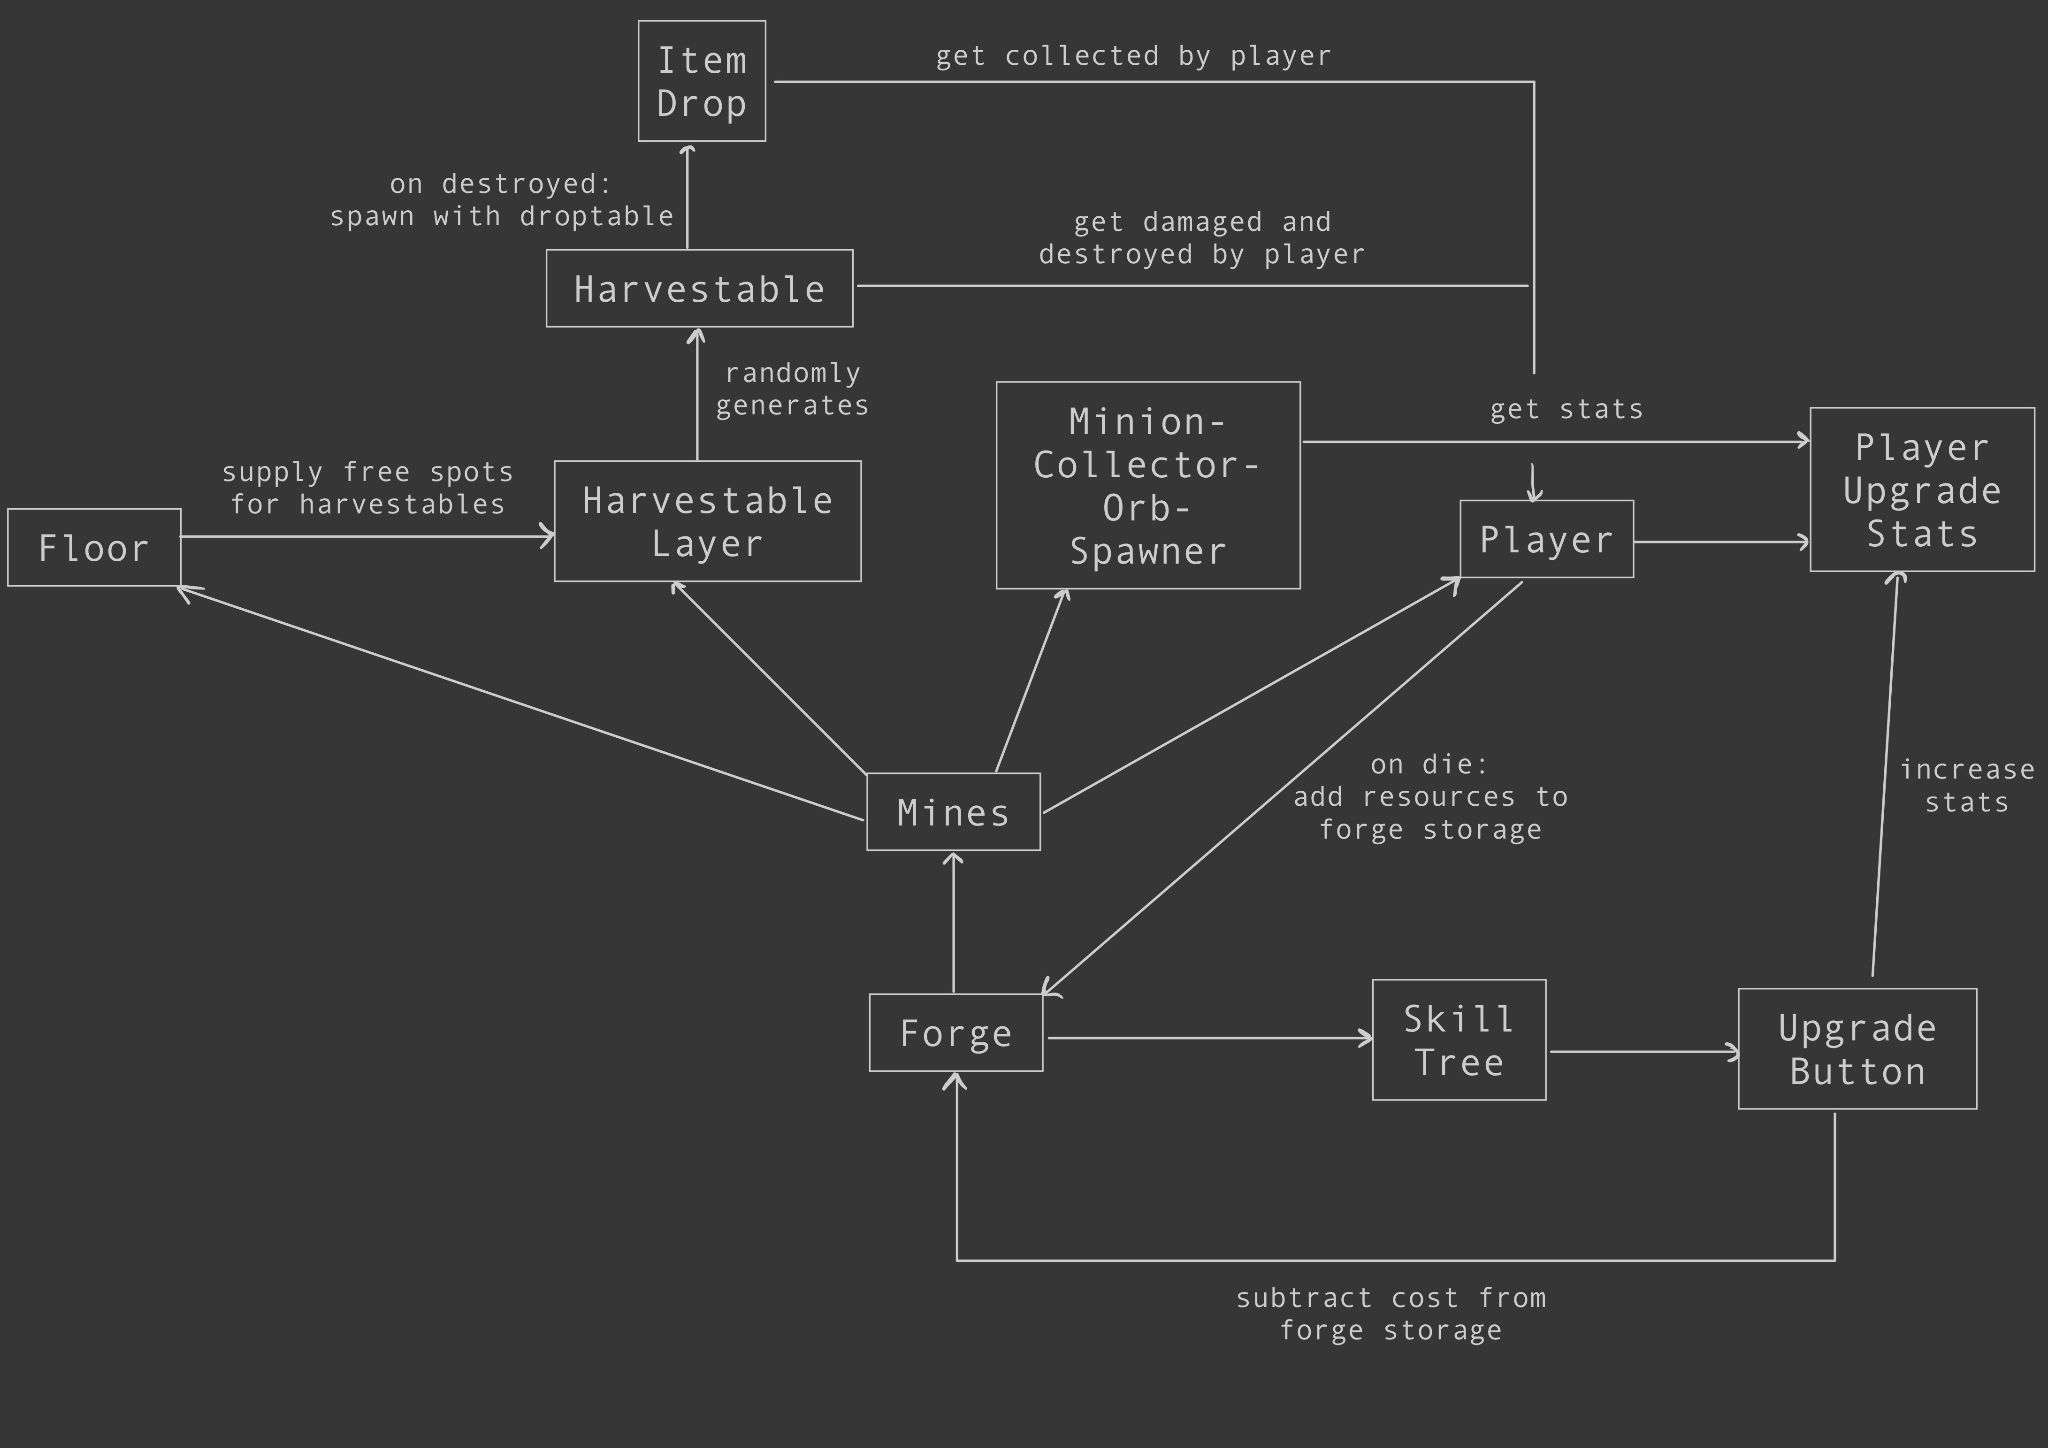 Item
Drop
get collected by player
on destroyed:
spawn with droptable
get damaged and
destroyed by player
Harvestable
randomly
generates
Minion-
Collector-
Orb-
Spawner
get stats
Player
Upgrade
Stats
supply free spots
for harvestables
Floor
Harvestable
Layer
Player
on die:
add resources to
forge storage
increase
stats
Mines
Forge
Skill
Tree
Upgrade
Button
subtract cost from
forge storage